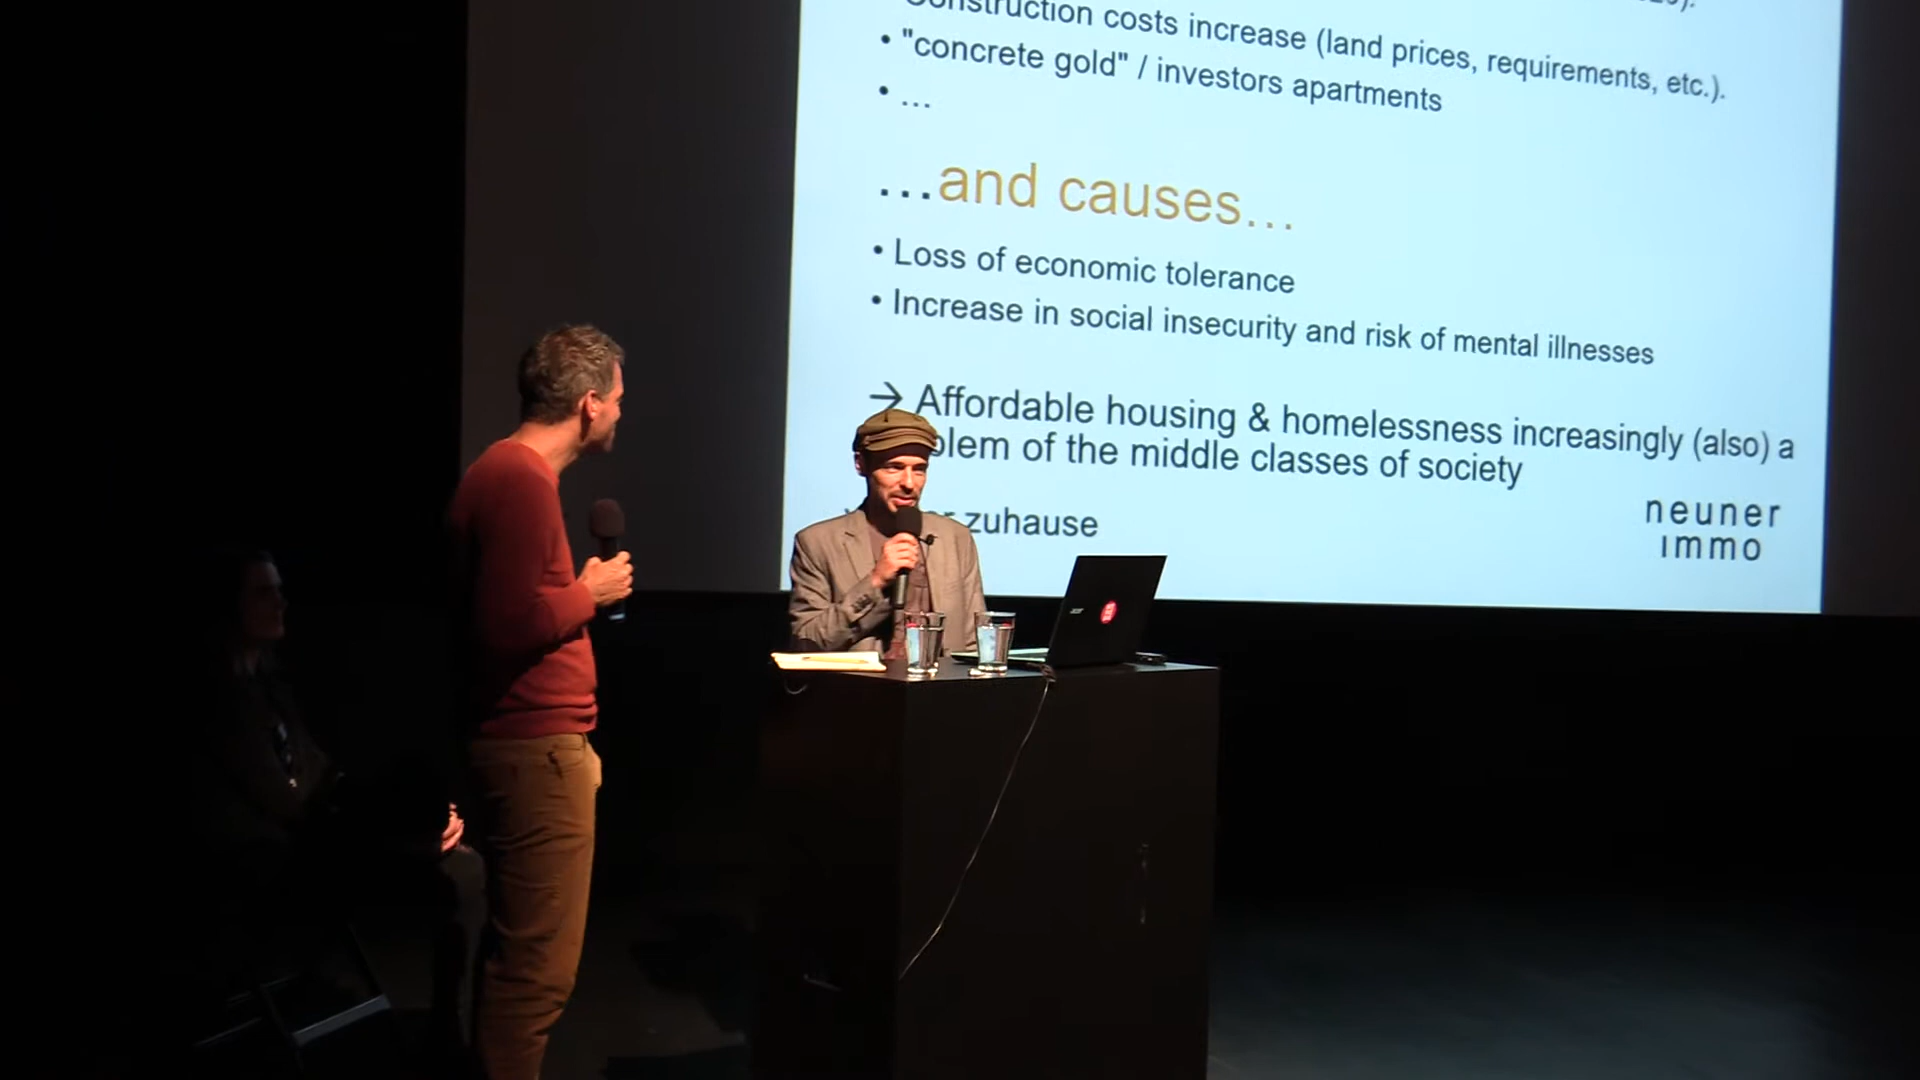 Construction costs increase (land prices, requirements, etc.).
• "concrete gold" / investors apartments
• ...
...and causes...
• Loss of economic tolerance
• Increase in social insecurity and risk of mental illnesses
→ Affordable housing & homelessness increasingly (also) a
blem of the middle classes of society
zuhause
neuner
immo
acer